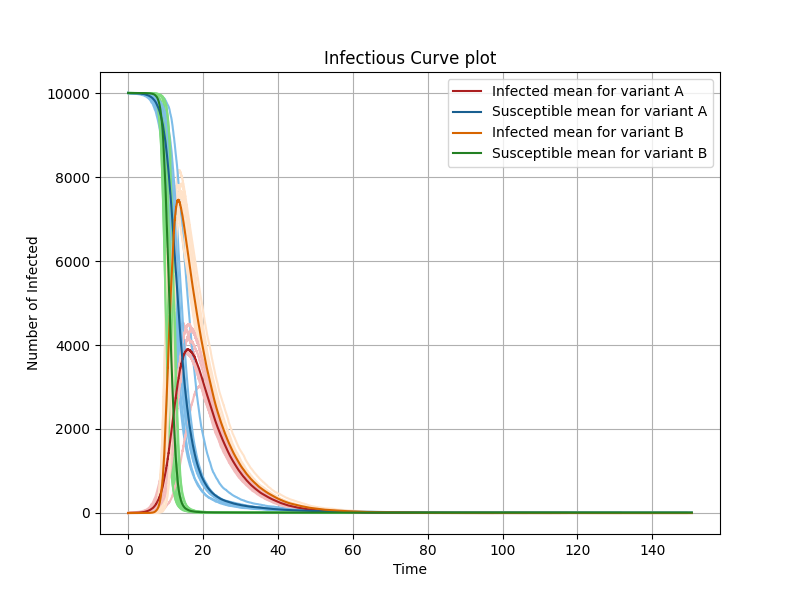 Infectious Curve plot
Infected mean for variant A
Susceptible mean for variant A
Infected mean for variant B
Susceptible mean for variant B
Number of Infected
10000
8000
6000
4000
2000
0
0 20 40 60 80 100 120 140
Time